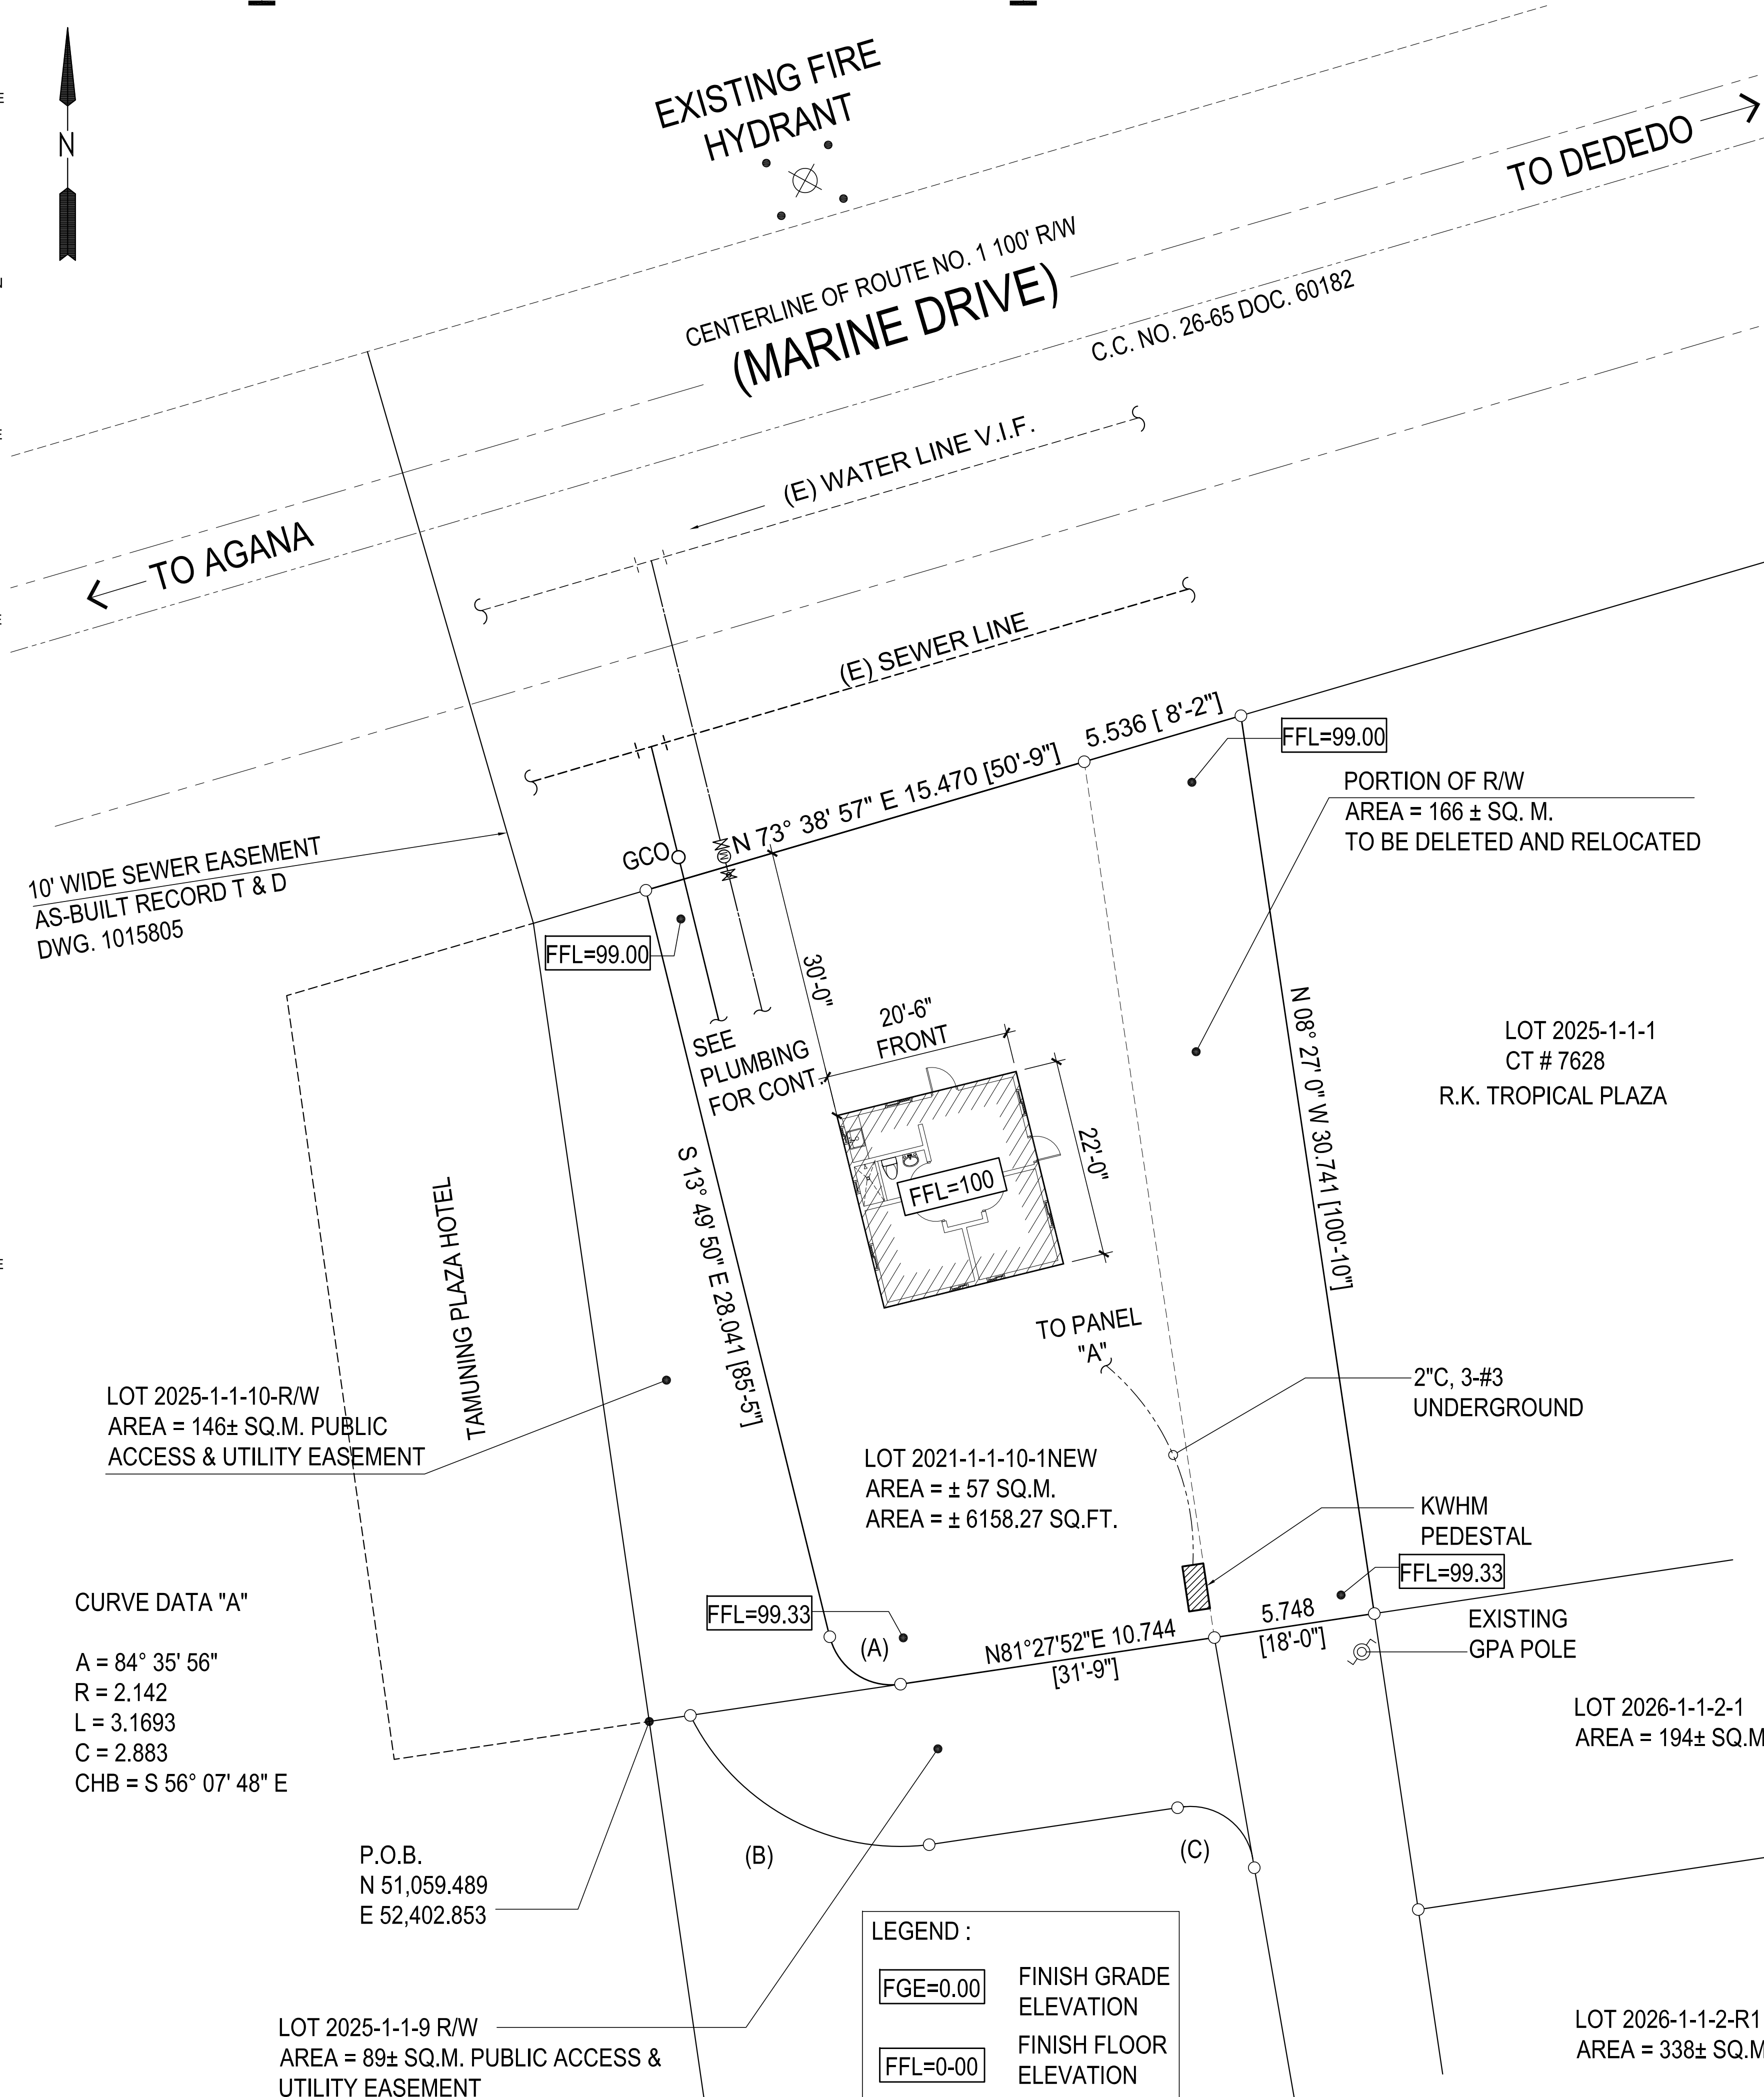 N
EXISTING FIRE
HYDRANT
TO DEDEDO
CENTERLINE OF ROUTE NO. 1 100' R/W
(MARINE DRIVE)
C.C. NO. 26-65 DOC. 60182
TO AGANA
(E) WATER LINE V.I.F.
(E) SEWER LINE
N 73° 38' 57" E 15.470 [50'-9"]
5.536 [ 8'-2"]
FFL=99.00
PORTION OF R/W
AREA = 166 ± SQ. M.
TO BE DELETED AND RELOCATED
10' WIDE SEWER EASEMENT
AS-BUILT RECORD T & D
DWG. 1015805
GCO
W
FFL=99.00
30'-0"
20'-6"
FRONT
SEE
PLUMBING
FOR CONT.
22'-0"
FFL=100
N 08° 27' 0" W 30.741 [100'-10"]
LOT 2025-1-1-1
CT # 7628
R.K. TROPICAL PLAZA
S 13° 49' 50" E 28.041 [85'-5"]
TAMUNING PLAZA HOTEL
TO PANEL
"A"
2"C, 3-#3
UNDERGROUND
LOT 2025-1-1-10-R/W
AREA = 146± SQ.M. PUBLIC
ACCESS & UTILITY EASEMENT
LOT 2021-1-1-10-1NEW
AREA = ± 57 SQ.M.
AREA = ± 6158.27 SQ.FT.
KWHM
PEDESTAL
FFL=99.33
CURVE DATA "A"
A = 84° 35' 56"
R = 2.142
L = 3.1693
C = 2.883
CHB = S 56° 07' 48" E
FFL=99.33
(A)
N81°27'52"E 10.744
[31'-9"]
5.748
[18'-0"]
EXISTING
GPA POLE
LOT 2026-1-1-2-1
AREA = 194± SQ.M
P.O.B.
N 51,059.489
E 52,402.853
(B)
(C)
LOT 2025-1-1-9 R/W
AREA = 89± SQ.M. PUBLIC ACCESS &
UTILITY EASEMENT
LEGEND :
FGE=0.00
FINISH GRADE
ELEVATION
FFL=0-00
FINISH FLOOR
ELEVATION
LOT 2026-1-1-2-R1
AREA = 338± SQ.M